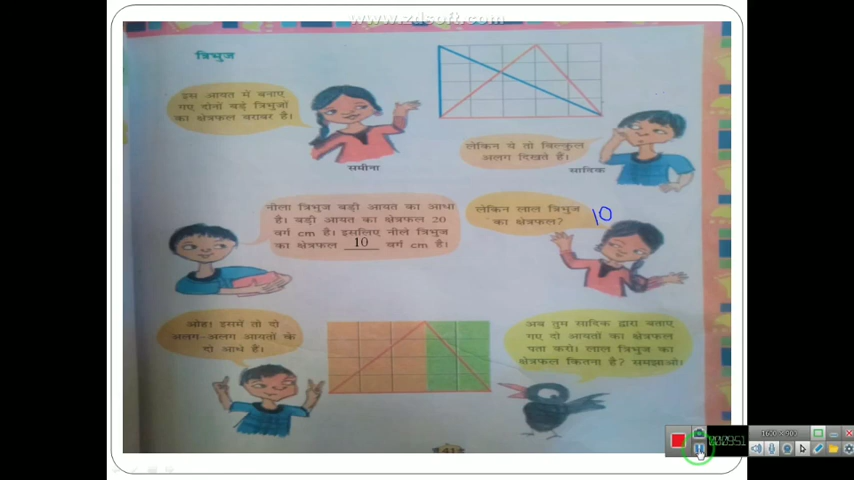 www.zdsoft.com
त्रिभुज
इस आयत में बनाए
गए दोनों बड़े त्रिभुजों
का क्षेत्रफल बराबर है।
समीना
लेकिन ये तो बिल्कुल
अलग दिखते हैं।
सादिक
नीला त्रिभुज बड़ी आयत का आधा
है। बड़ी आयत का क्षेत्रफल 20
वर्ग cm है। इसलिए नीले त्रिभुज
का क्षेत्रफल 10 वर्ग cm है।
लेकिन लाल त्रिभुज
का क्षेत्रफल?
10
ओह! इसमें तो दो
अलग-अलग आयतों के
दो आधे हैं।
अब तुम सादिक द्वारा बताए
गए दो आयतों का क्षेत्रफल
पता करो। लाल त्रिभुज का
क्षेत्रफल कितना है? समझाओ।
41